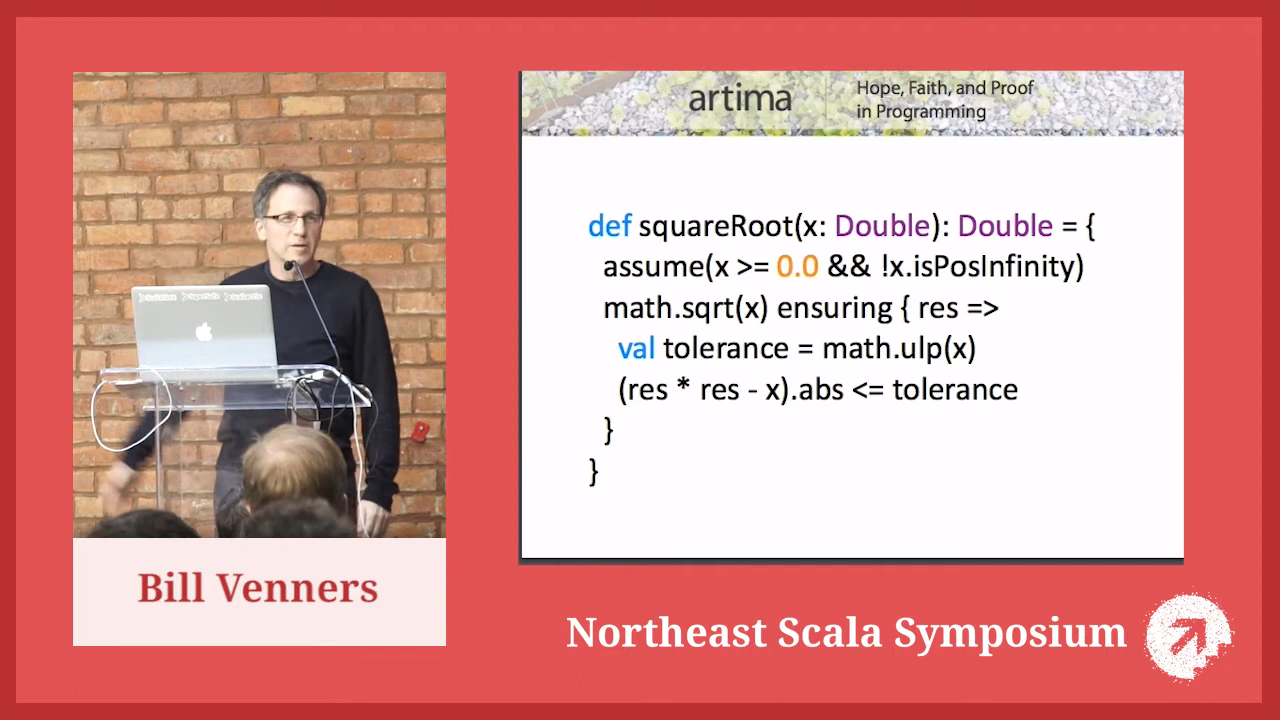 artima
Hope, Faith, and Proof
in Programming
def squareRoot(x: Double): Double = {
assume(x >= 0.0 && !x.isPosInfinity)
math.sqrt(x) ensuring { res =>
val tolerance = math.ulp(x)
(res * res - x).abs <= tolerance
}
}
Bill Venners
Northeast Scala Symposium